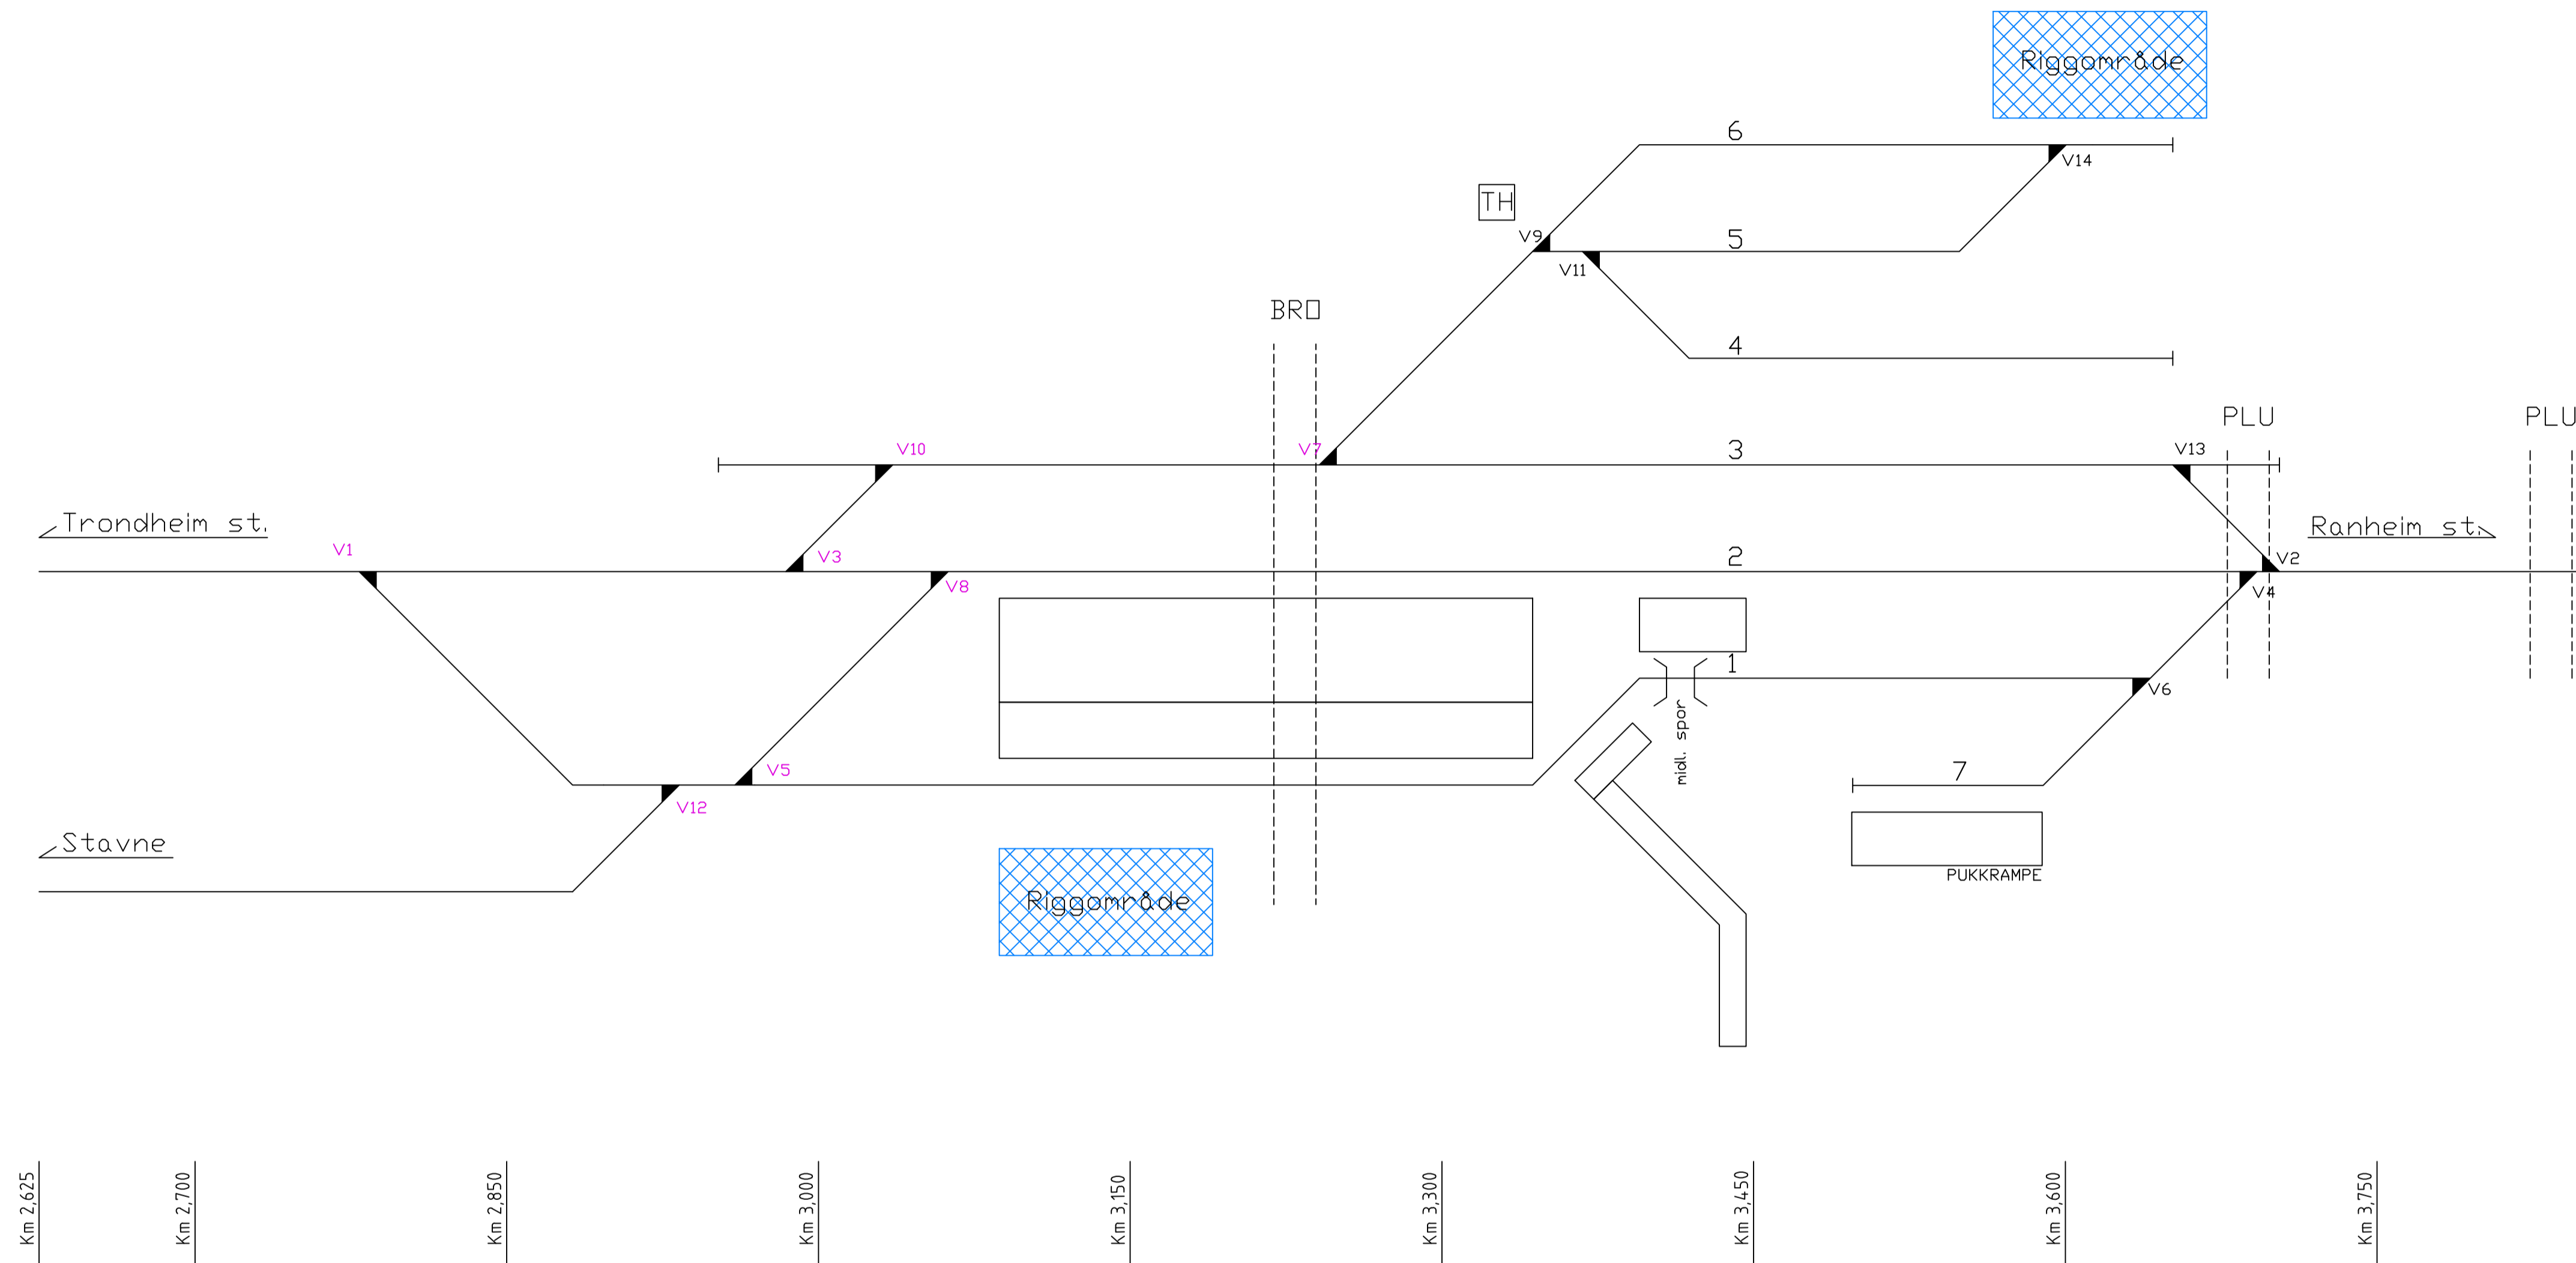 Riggområde
6
V14
TH
V9
5
V11
BRO
4
PLU
PLU
V10
V7
3
V13
Trondheim st.
Ranheim st.
V1
V3
2
V2
V8
V4
1
V6
midl. spor
V5
7
V12
Stavne
PUKKRAMPE
Riggområde
Km 2,625
Km 2,700
Km 2,850
Km 3,000
Km 3,150
Km 3,300
Km 3,450
Km 3,600
Km 3,750